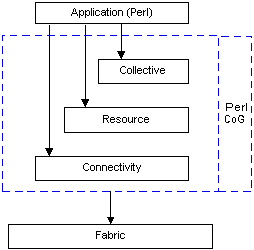 Application (Perl)
Collective
Perl
CoG
Resource
Connectivity
Fabric